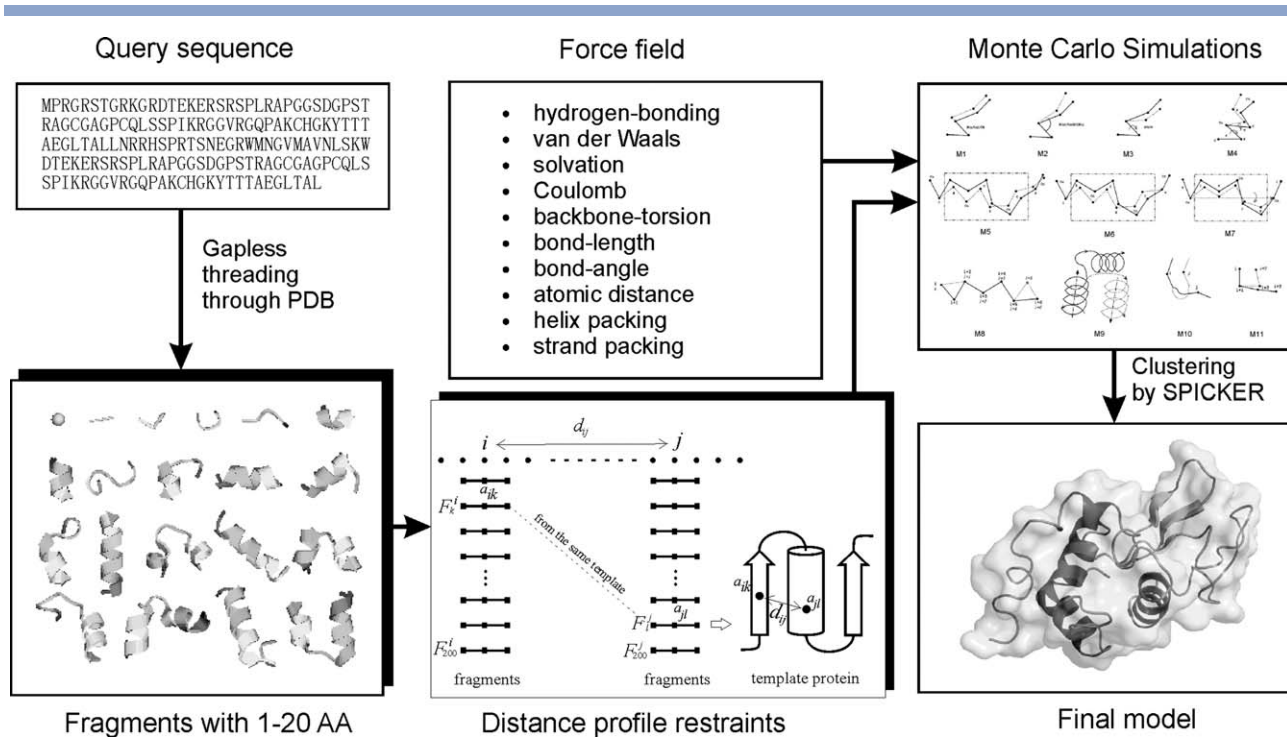 Query sequence
MPRGRSTGRKGRDTEKERSRSPLRAPGGSDGPST
RAGCGAGPCQLSSPIKRGGVRGQPAKCHGKYTTT
AEGLTALLNRRHSPRTSNEGRWMNGVMAVNLSKW
DTEKERSRSPLRAPGGSDGPSTRAGCGAGPCQLS
SPIKRGGVRGQPAKCHGKYTTTAEGLTAL
Gapless
threading
through PDB
Fragments with 1-20 AA
Force field
• hydrogen-bonding
• van der Waals
• solvation
• Coulomb
• backbone-torsion
• bond-length
• bond-angle
• atomic distance
• helix packing
• strand packing
d_ij
i
j
a_ik
F_k^i
from the same template
a_jl
F_l^j
F_200^i
F_200^j
fragments
fragments
a_ik
d_ij
a_jl
template protein
Distance profile restraints
Monte Carlo Simulations
M1
M2
M3
M4
M5
M6
M7
M8
M9
M10
M11
Clustering
by SPICKER
Final model